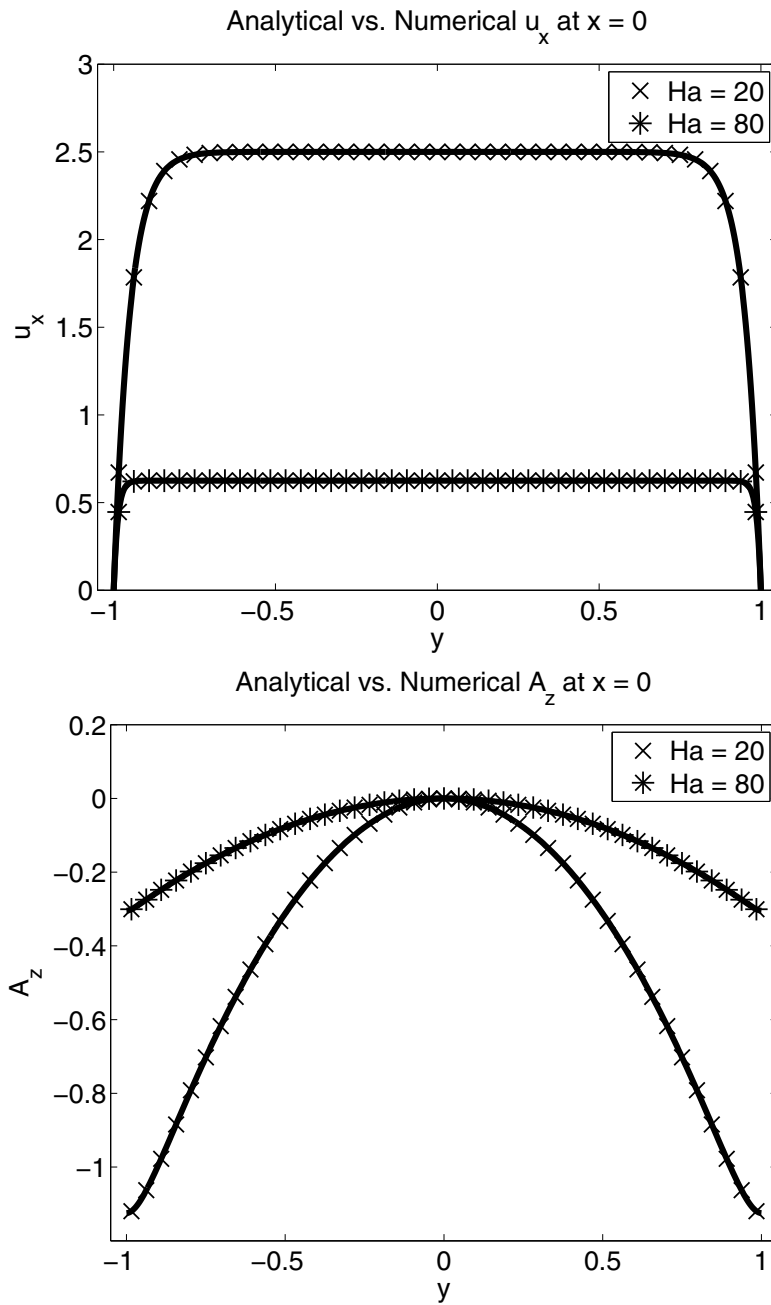 Analytical vs. Numerical u_x at x = 0
3
2.5
2
1.5
1
0.5
0
u_x
Ha = 20
Ha = 80
−1
−0.5
0
0.5
1
y
Analytical vs. Numerical A_z at x = 0
0.2
0
−0.2
−0.4
−0.6
−0.8
−1
A_z
Ha = 20
Ha = 80
−1
−0.5
0
0.5
1
y